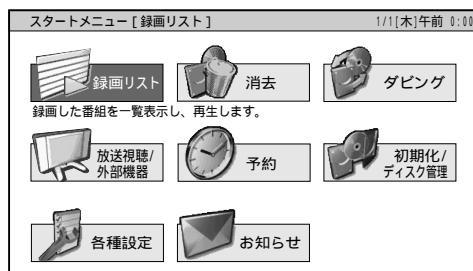 スタートメニュー [ 録画リスト ]
1/1[木]午前 0:00
録画リスト
消去
ダビング
録画した番組を一覧表示し、再生します。
放送視聴/
外部機器
予約
初期化/
ディスク管理
各種設定
お知らせ